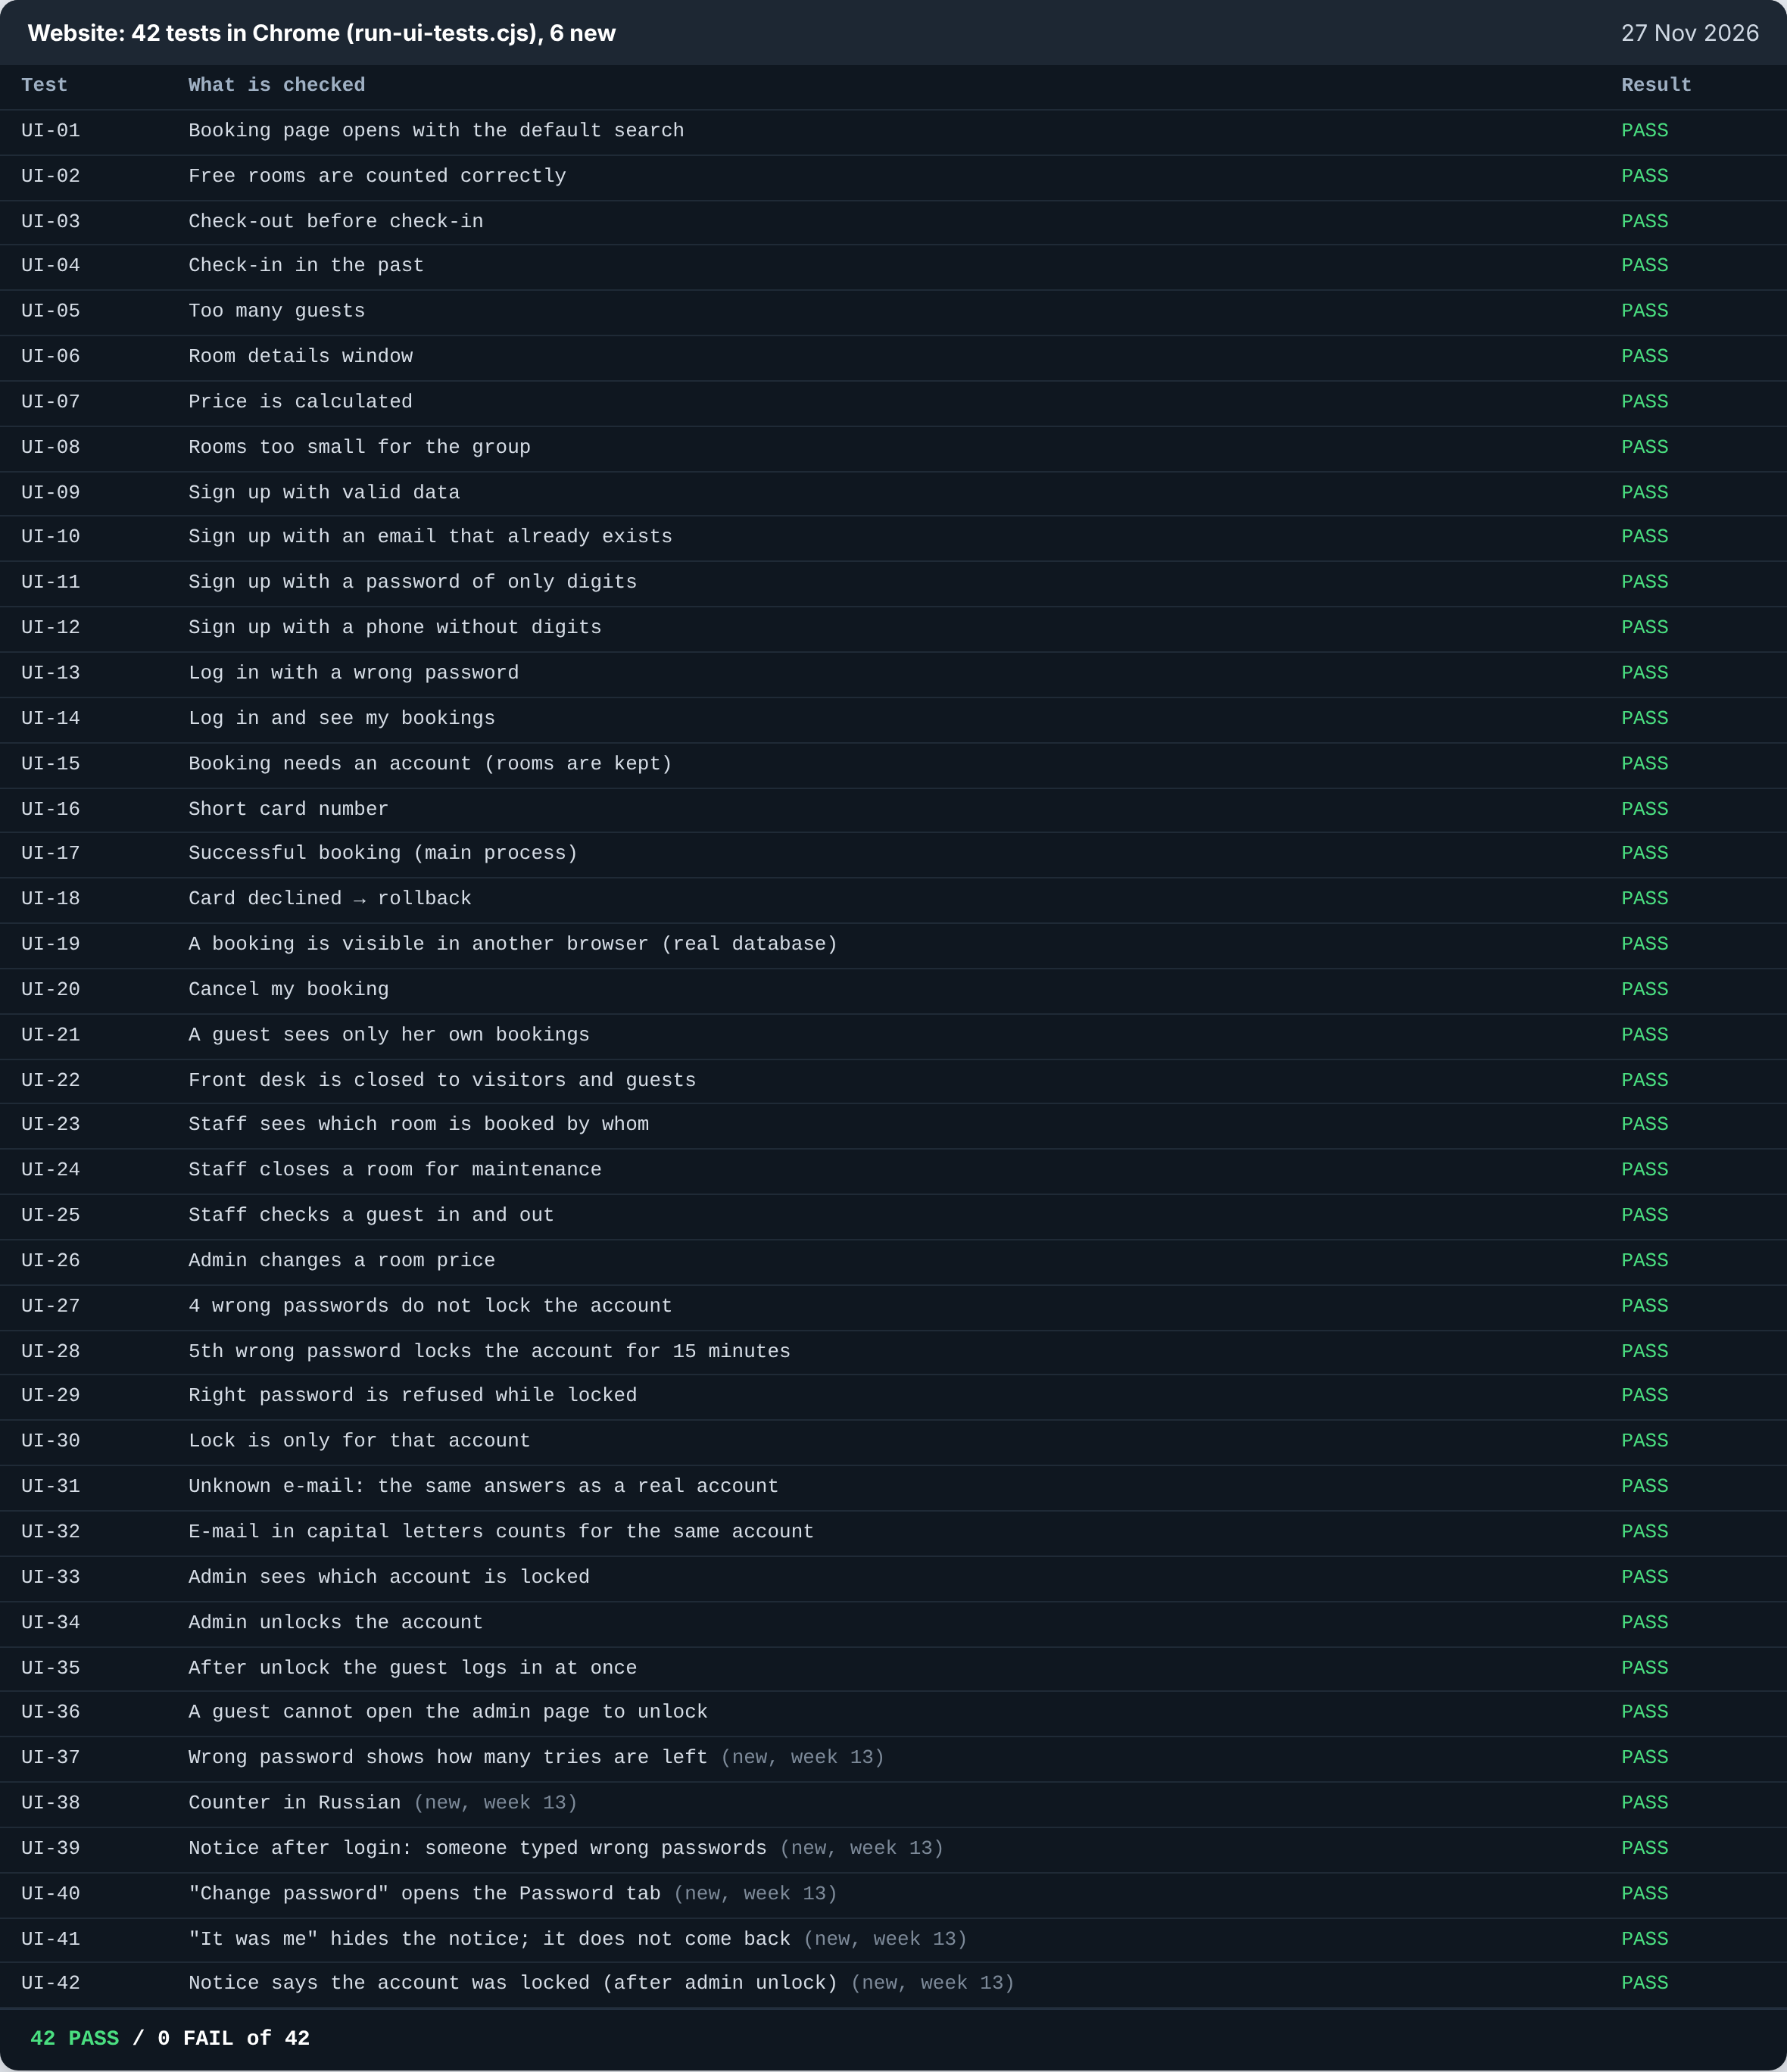 Website: 42 tests in Chrome (run-ui-tests.cjs), 6 new 27 Nov 2026
Test What is checked Result
UI-01 Booking page opens with the default search PASS
UI-02 Free rooms are counted correctly PASS
UI-03 Check-out before check-in PASS
UI-04 Check-in in the past PASS
UI-05 Too many guests PASS
UI-06 Room details window PASS
UI-07 Price is calculated PASS
UI-08 Rooms too small for the group PASS
UI-09 Sign up with valid data PASS
UI-10 Sign up with an email that already exists PASS
UI-11 Sign up with a password of only digits PASS
UI-12 Sign up with a phone without digits PASS
UI-13 Log in with a wrong password PASS
UI-14 Log in and see my bookings PASS
UI-15 Booking needs an account (rooms are kept) PASS
UI-16 Short card number PASS
UI-17 Successful booking (main process) PASS
UI-18 Card declined → rollback PASS
UI-19 A booking is visible in another browser (real database) PASS
UI-20 Cancel my booking PASS
UI-21 A guest sees only her own bookings PASS
UI-22 Front desk is closed to visitors and guests PASS
UI-23 Staff sees which room is booked by whom PASS
UI-24 Staff closes a room for maintenance PASS
UI-25 Staff checks a guest in and out PASS
UI-26 Admin changes a room price PASS
UI-27 4 wrong passwords do not lock the account PASS
UI-28 5th wrong password locks the account for 15 minutes PASS
UI-29 Right password is refused while locked PASS
UI-30 Lock is only for that account PASS
UI-31 Unknown e-mail: the same answers as a real account PASS
UI-32 E-mail in capital letters counts for the same account PASS
UI-33 Admin sees which account is locked PASS
UI-34 Admin unlocks the account PASS
UI-35 After unlock the guest logs in at once PASS
UI-36 A guest cannot open the admin page to unlock PASS
UI-37 Wrong password shows how many tries are left (new, week 13) PASS
UI-38 Counter in Russian (new, week 13) PASS
UI-39 Notice after login: someone typed wrong passwords (new, week 13) PASS
UI-40 "Change password" opens the Password tab (new, week 13) PASS
UI-41 "It was me" hides the notice; it does not come back (new, week 13) PASS
UI-42 Notice says the account was locked (after admin unlock) (new, week 13) PASS
42 PASS / 0 FAIL of 42